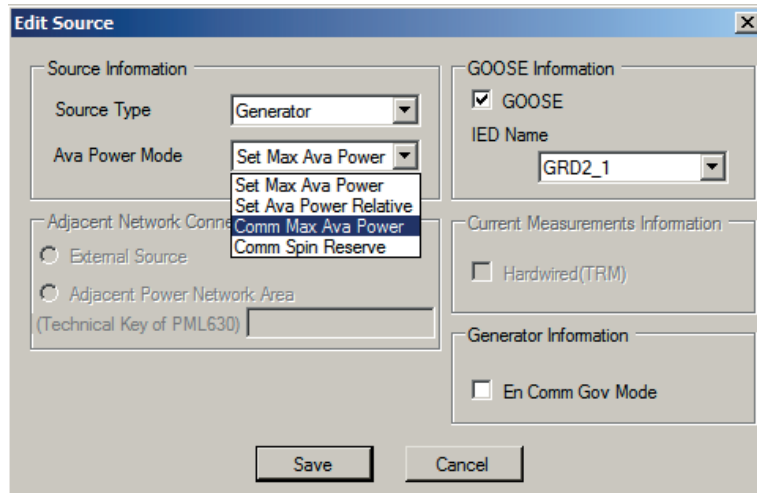 Edit Source
Source Information
Source Type
Generator
Ava Power Mode
Set Max Ava Power
Set Max Ava Power
Set Ava Power Relative
Comm Max Ava Power
Comm Spin Reserve
Adjacent Network Conne
External Source
Adjacent Power Network Area
(Technical Key of PML630)
GOOSE Information
GOOSE
IED Name
GRD2_1
Current Measurements Information
Hardwired(TRM)
Generator Information
En Comm Gov Mode
Save
Cancel